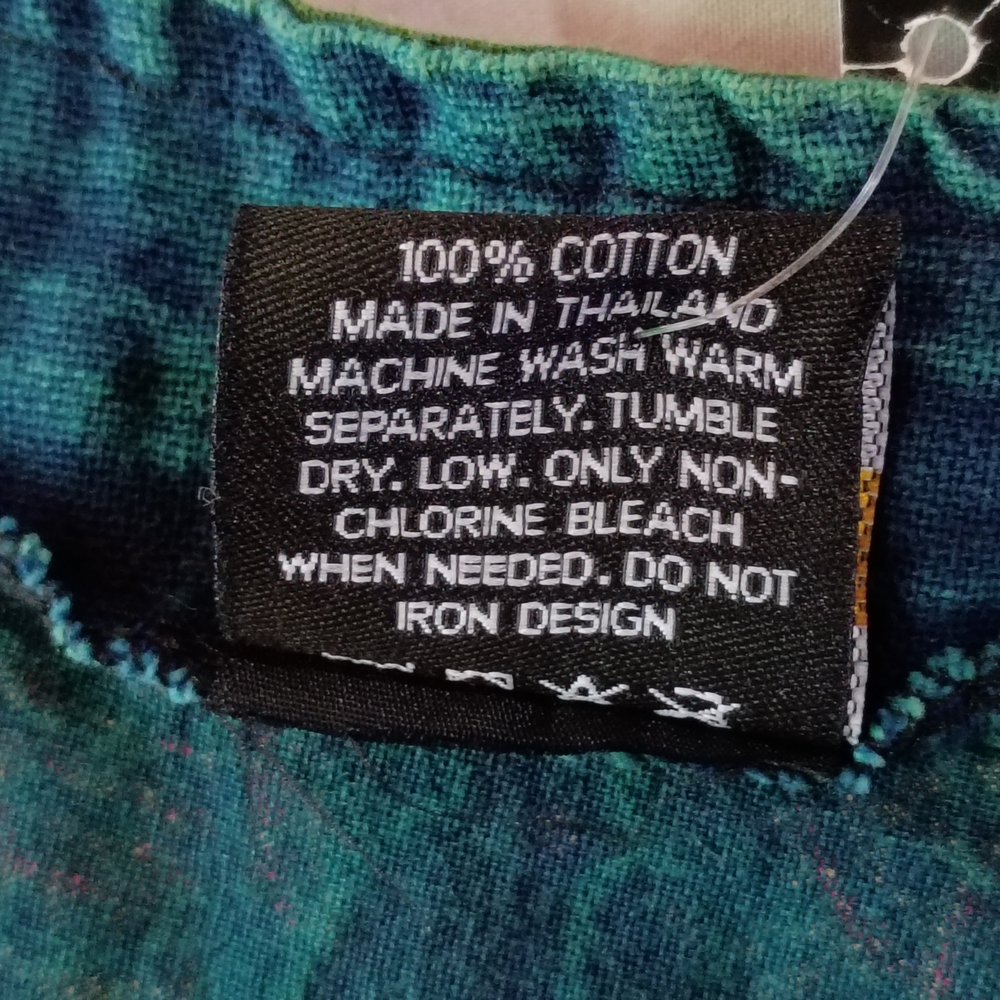 100% COTTON
MADE IN THAILAND
MACHINE WASH WARM
SEPARATELY. TUMBLE
DRY. LOW. ONLY NON-
CHLORINE BLEACH
WHEN NEEDED. DO NOT
IRON DESIGN